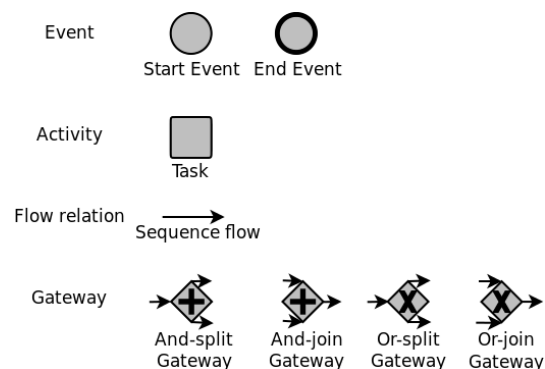 Event
Start Event End Event
Activity
Task
Flow relation
Sequence flow
Gateway
And-split And-join Or-split Or-join
Gateway Gateway Gateway Gateway